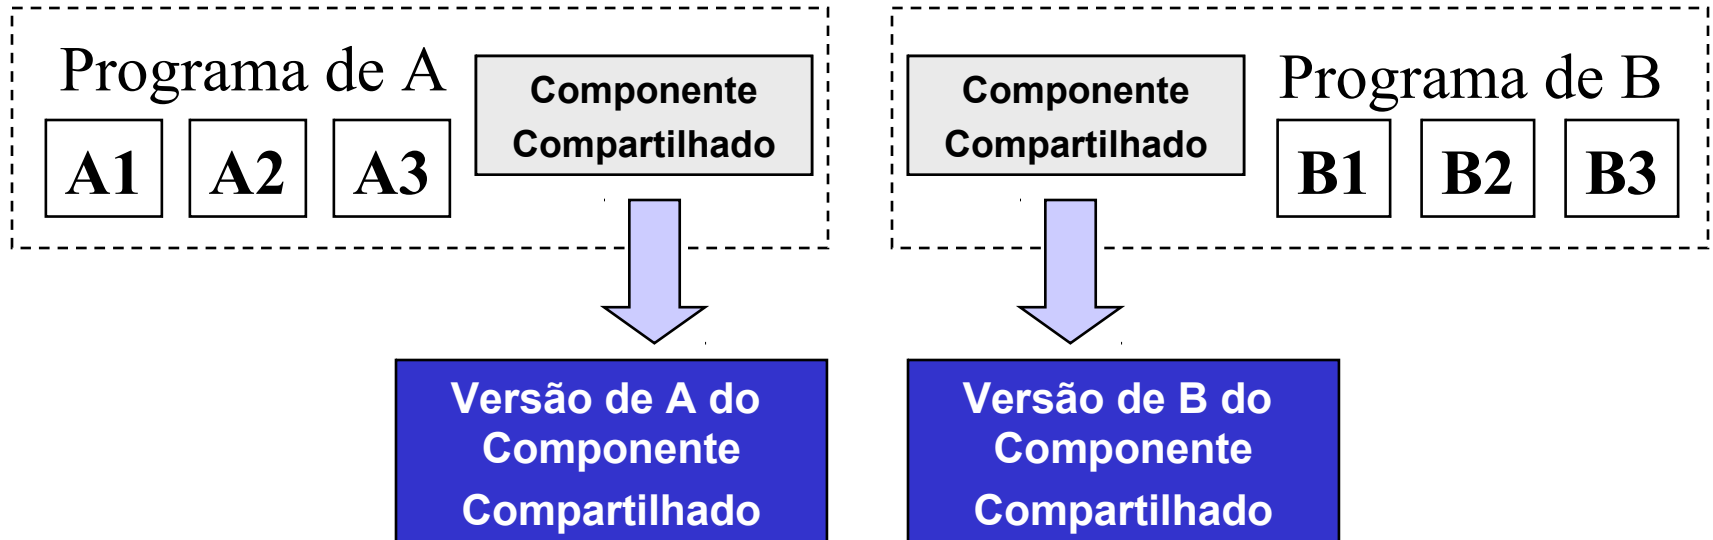 Programa de A
Componente
Compartilhado
A1 A2 A3
Componente
Compartilhado
Programa de B
B1 B2 B3
Versão de A do
Componente
Compartilhado
Versão de B do
Componente
Compartilhado